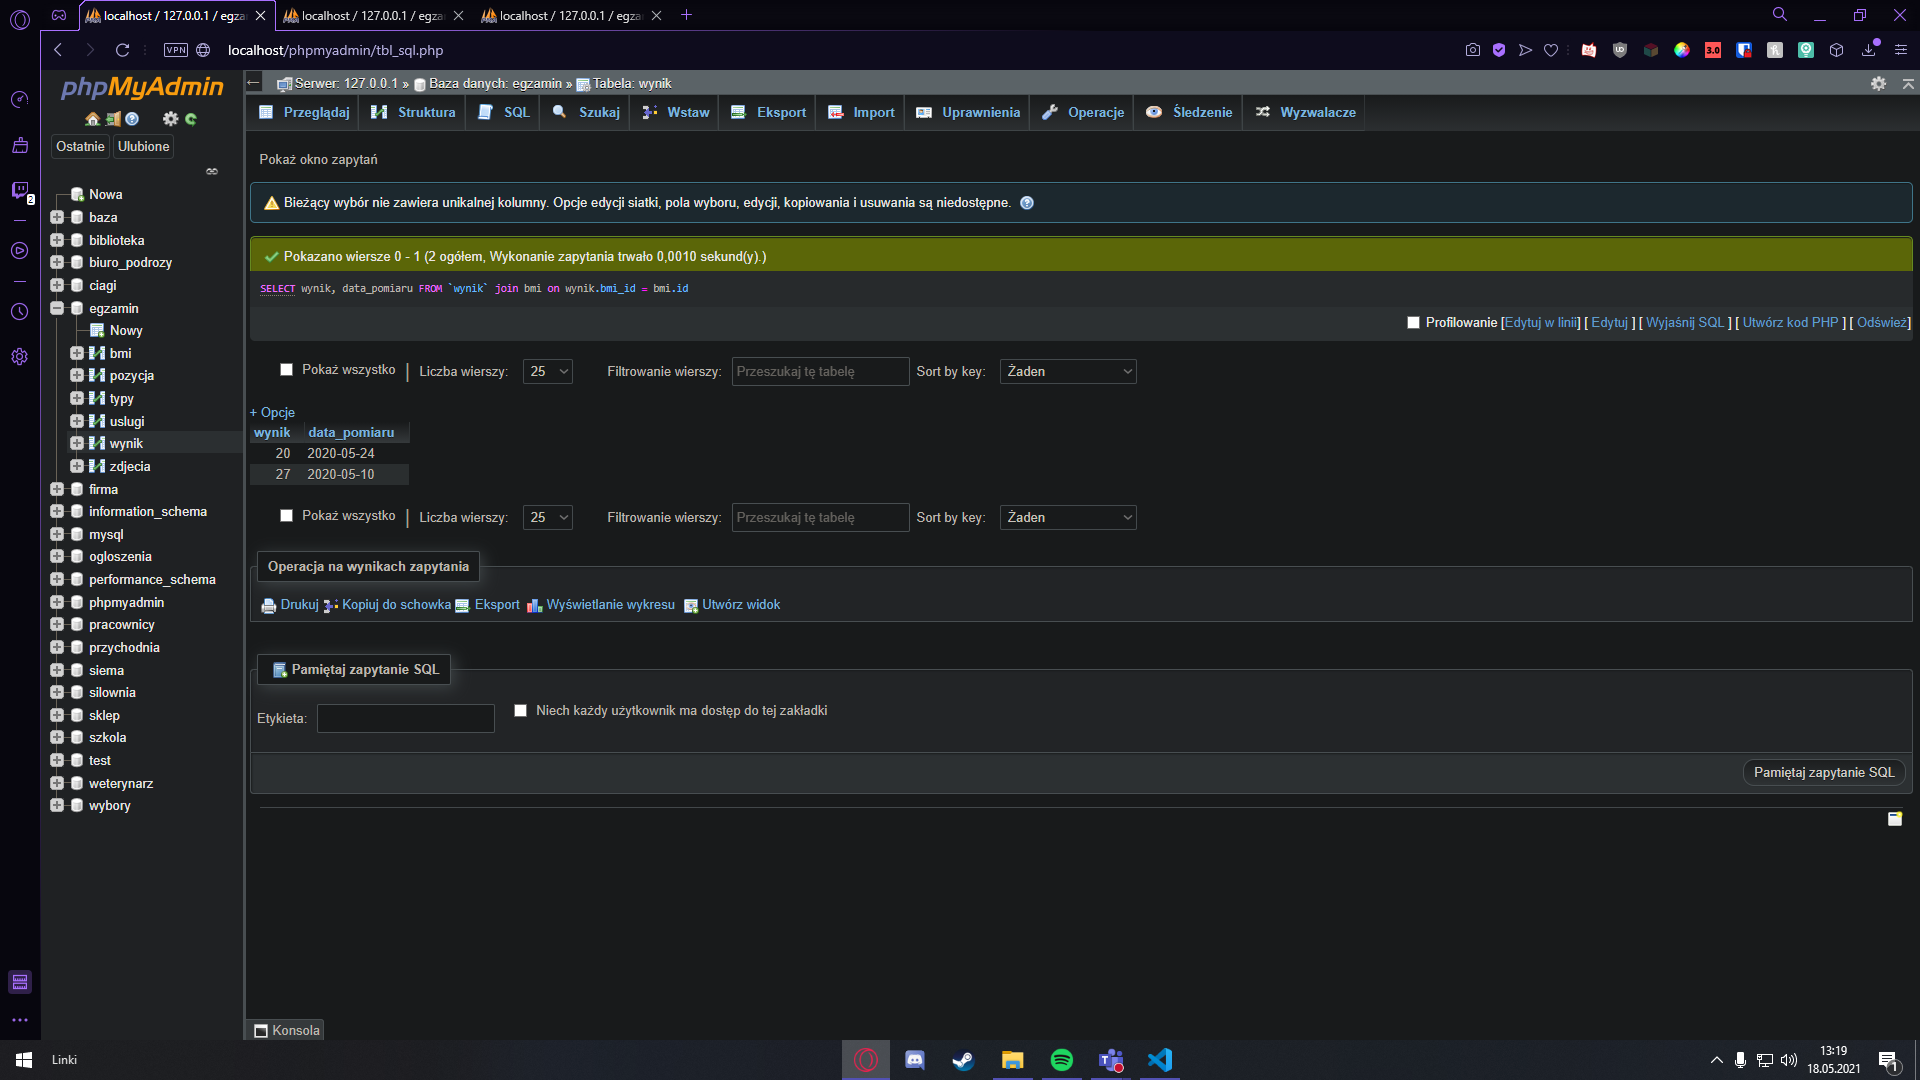 localhost / 127.0.0.1 / egza
localhost / 127.0.0.1 / egza
localhost / 127.0.0.1 / egza
VPN
localhost/phpmyadmin/tbl_sql.php
3.0
2
phpMyAdmin
Ostatnie Ulubione
Nowa
baza
biblioteka
biuro_podrozy
ciagi
egzamin
Nowy
bmi
pozycja
typy
uslugi
wynik
zdjecia
firma
information_schema
mysql
ogloszenia
performance_schema
phpmyadmin
pracownicy
przychodnia
siema
silownia
sklep
szkola
test
weterynarz
wybory
Serwer: 127.0.0.1 » Baza danych: egzamin » Tabela: wynik
Przeglądaj Struktura SQL Szukaj Wstaw Eksport Import Uprawnienia Operacje Śledzenie Wyzwalacze
Pokaż okno zapytań
Bieżący wybór nie zawiera unikalnej kolumny. Opcje edycji siatki, pola wyboru, edycji, kopiowania i usuwania są niedostępne.
Pokazano wiersze 0 - 1 (2 ogółem, Wykonanie zapytania trwało 0,0010 sekund(y).)
SELECT wynik, data_pomiaru FROM `wynik` join bmi on wynik.bmi_id = bmi.id
Profilowanie [Edytuj w linii] [ Edytuj ] [ Wyjaśnij SQL ] [ Utwórz kod PHP ] [ Odśwież]
Pokaż wszystko | Liczba wierszy: 25 Filtrowanie wierszy: Przeszukaj tę tabelę Sort by key: Żaden
+ Opcje
wynik data_pomiaru
20 2020-05-24
27 2020-05-10
Pokaż wszystko | Liczba wierszy: 25 Filtrowanie wierszy: Przeszukaj tę tabelę Sort by key: Żaden
Operacja na wynikach zapytania
Drukuj Kopiuj do schowka Eksport Wyświetlanie wykresu Utwórz widok
Pamiętaj zapytanie SQL
Etykieta: Niech każdy użytkownik ma dostęp do tej zakładki
Pamiętaj zapytanie SQL
Konsola
Linki
13:19
18.05.2021
1